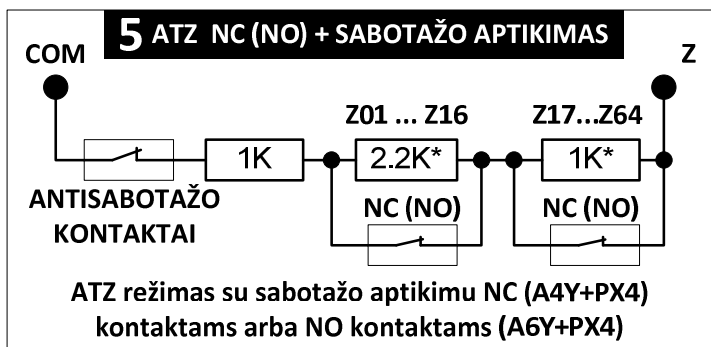 5 ATZ NC (NO) + SABOTAŽO APTIKIMAS
COM
Z
Z01 ... Z16
Z17...Z64
1K
2.2K*
1K*
ANTISABOTAŽO
KONTAKTAI
NC (NO)
NC (NO)
ATZ režimas su sabotažo aptikimu NC (A4Y+PX4)
kontaktams arba NO kontaktams (A6Y+PX4)